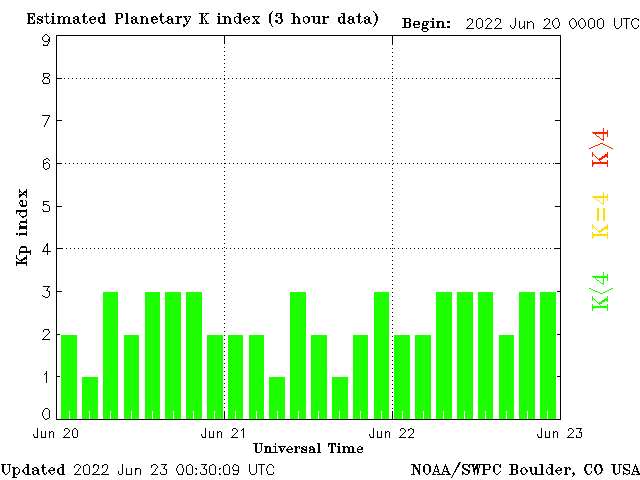 Estimated Planetary K index (3 hour data)
Begin: 2022 Jun 20 0000 UTC
9
8
7
6
5
4
3
2
1
0
Kp index
K>4
K=4
K<4
Jun 20 Jun 21 Jun 22 Jun 23
Universal Time
Updated 2022 Jun 23 00:30:09 UTC
NOAA/SWPC Boulder, CO USA